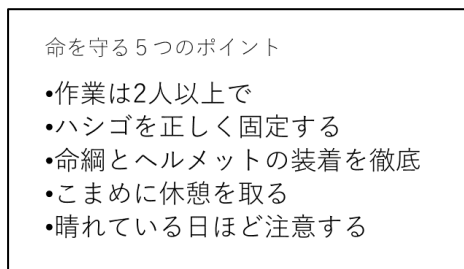 命を守る５つのポイント
•作業は2人以上で
•ハシゴを正しく固定する
•命綱とヘルメットの装着を徹底
•こまめに休憩を取る
•晴れている日ほど注意する